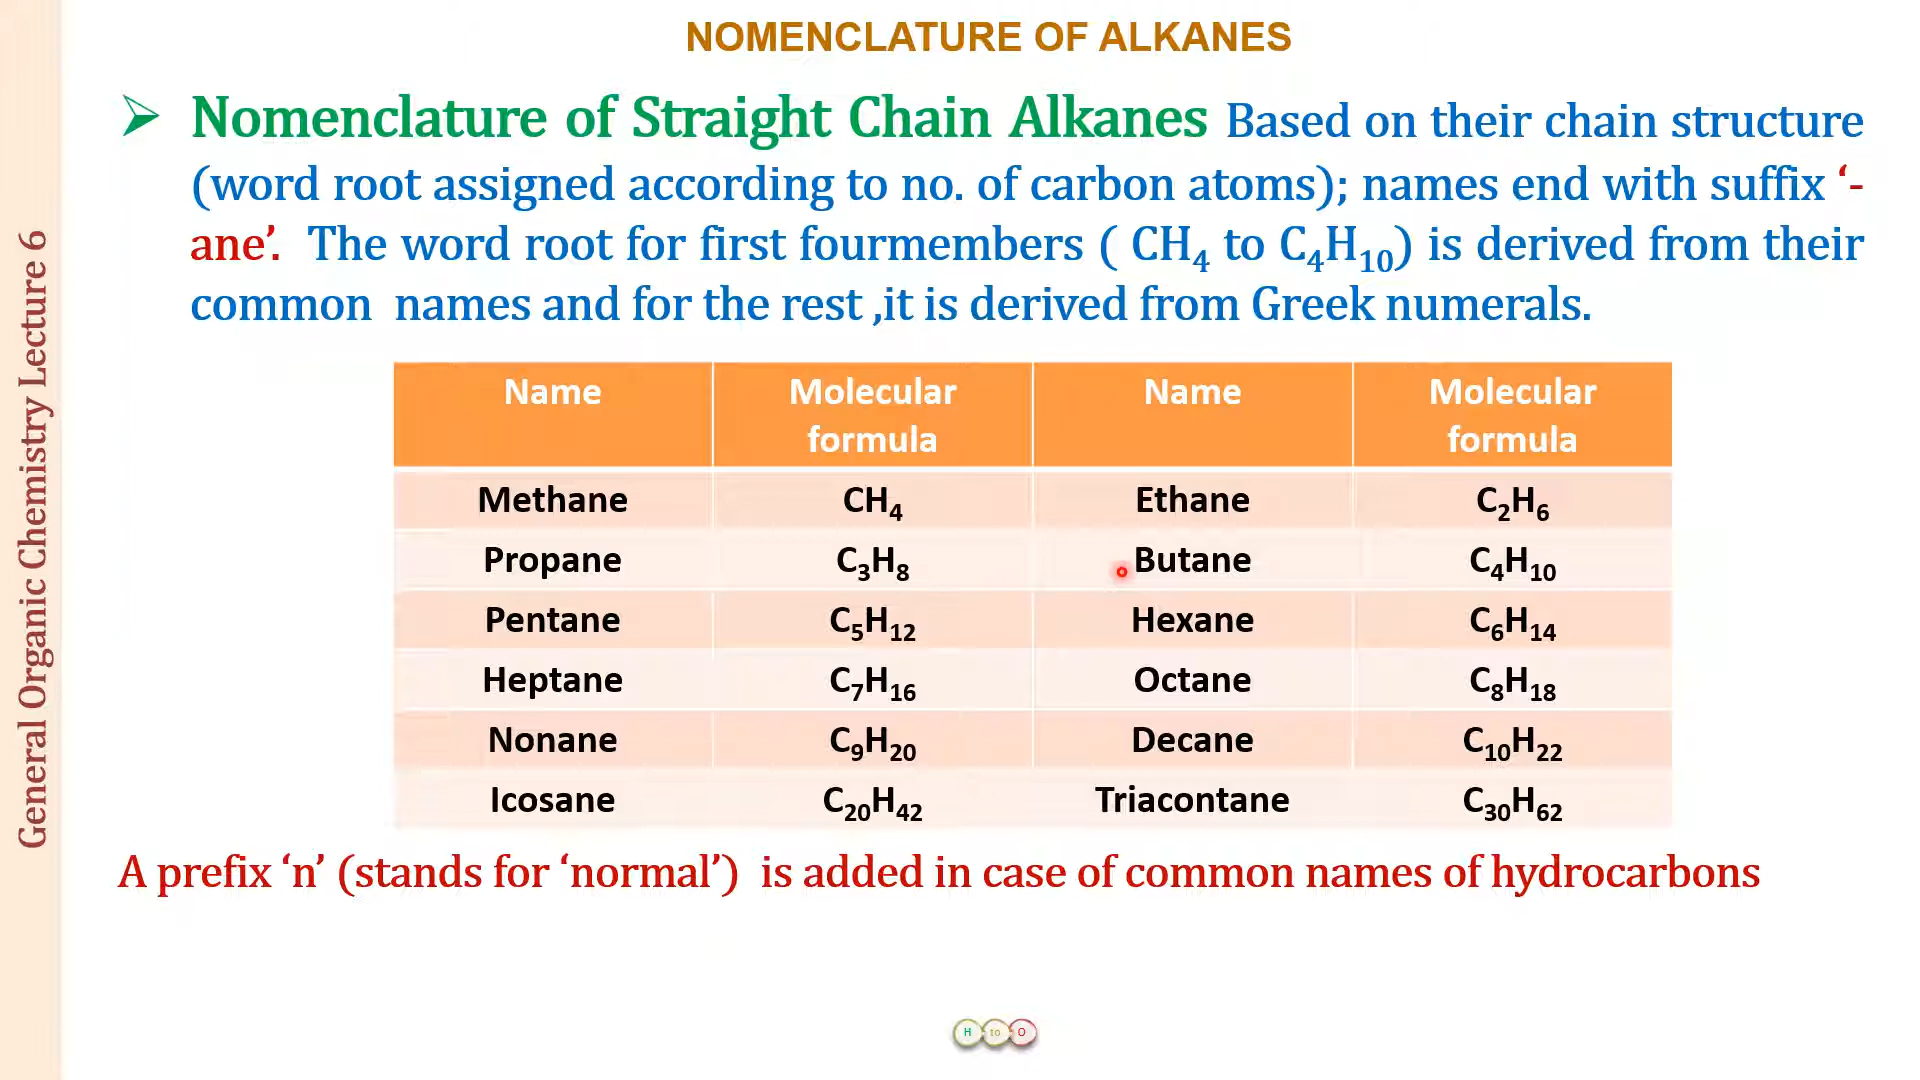 NOMENCLATURE OF ALKANES
General Organic Chemistry Lecture 6
➢ Nomenclature of Straight Chain Alkanes Based on their chain structure
(word root assigned according to no. of carbon atoms); names end with suffix ‘-
ane’. The word root for first fourmembers ( CH₄ to C₄H₁₀) is derived from their
common names and for the rest ,it is derived from Greek numerals.
Name Molecular formula Name Molecular formula
Methane CH₄ Ethane C₂H₆
Propane C₃H₈ Butane C₄H₁₀
Pentane C₅H₁₂ Hexane C₆H₁₄
Heptane C₇H₁₆ Octane C₈H₁₈
Nonane C₉H₂₀ Decane C₁₀H₂₂
Icosane C₂₀H₄₂ Triacontane C₃₀H₆₂
A prefix ‘n’ (stands for ‘normal’) is added in case of common names of hydrocarbons
H to O